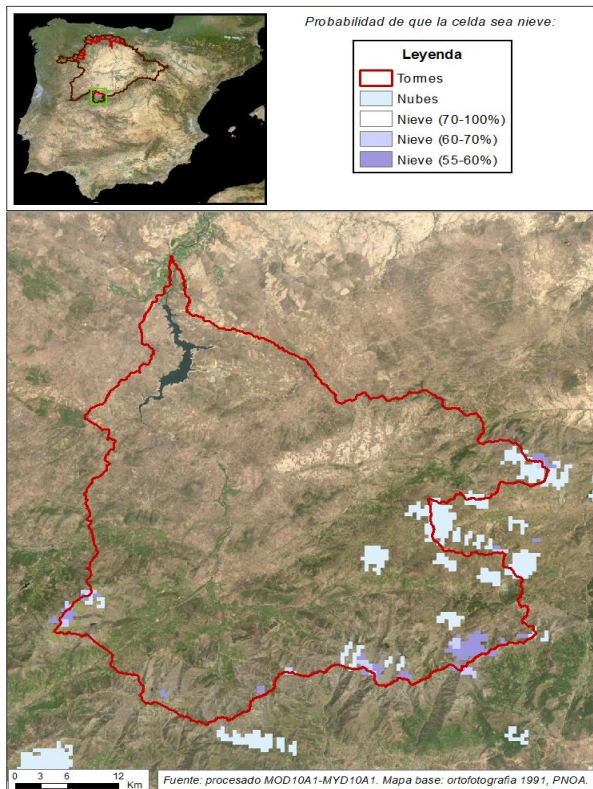 Probabilidad de que la celda sea nieve:
Leyenda
Tormes
Nubes
Nieve (70-100%)
Nieve (60-70%)
Nieve (55-60%)
0 3 6 12
Km
Fuente: procesado MOD10A1-MYD10A1. Mapa base: ortofotografia 1991, PNOA.